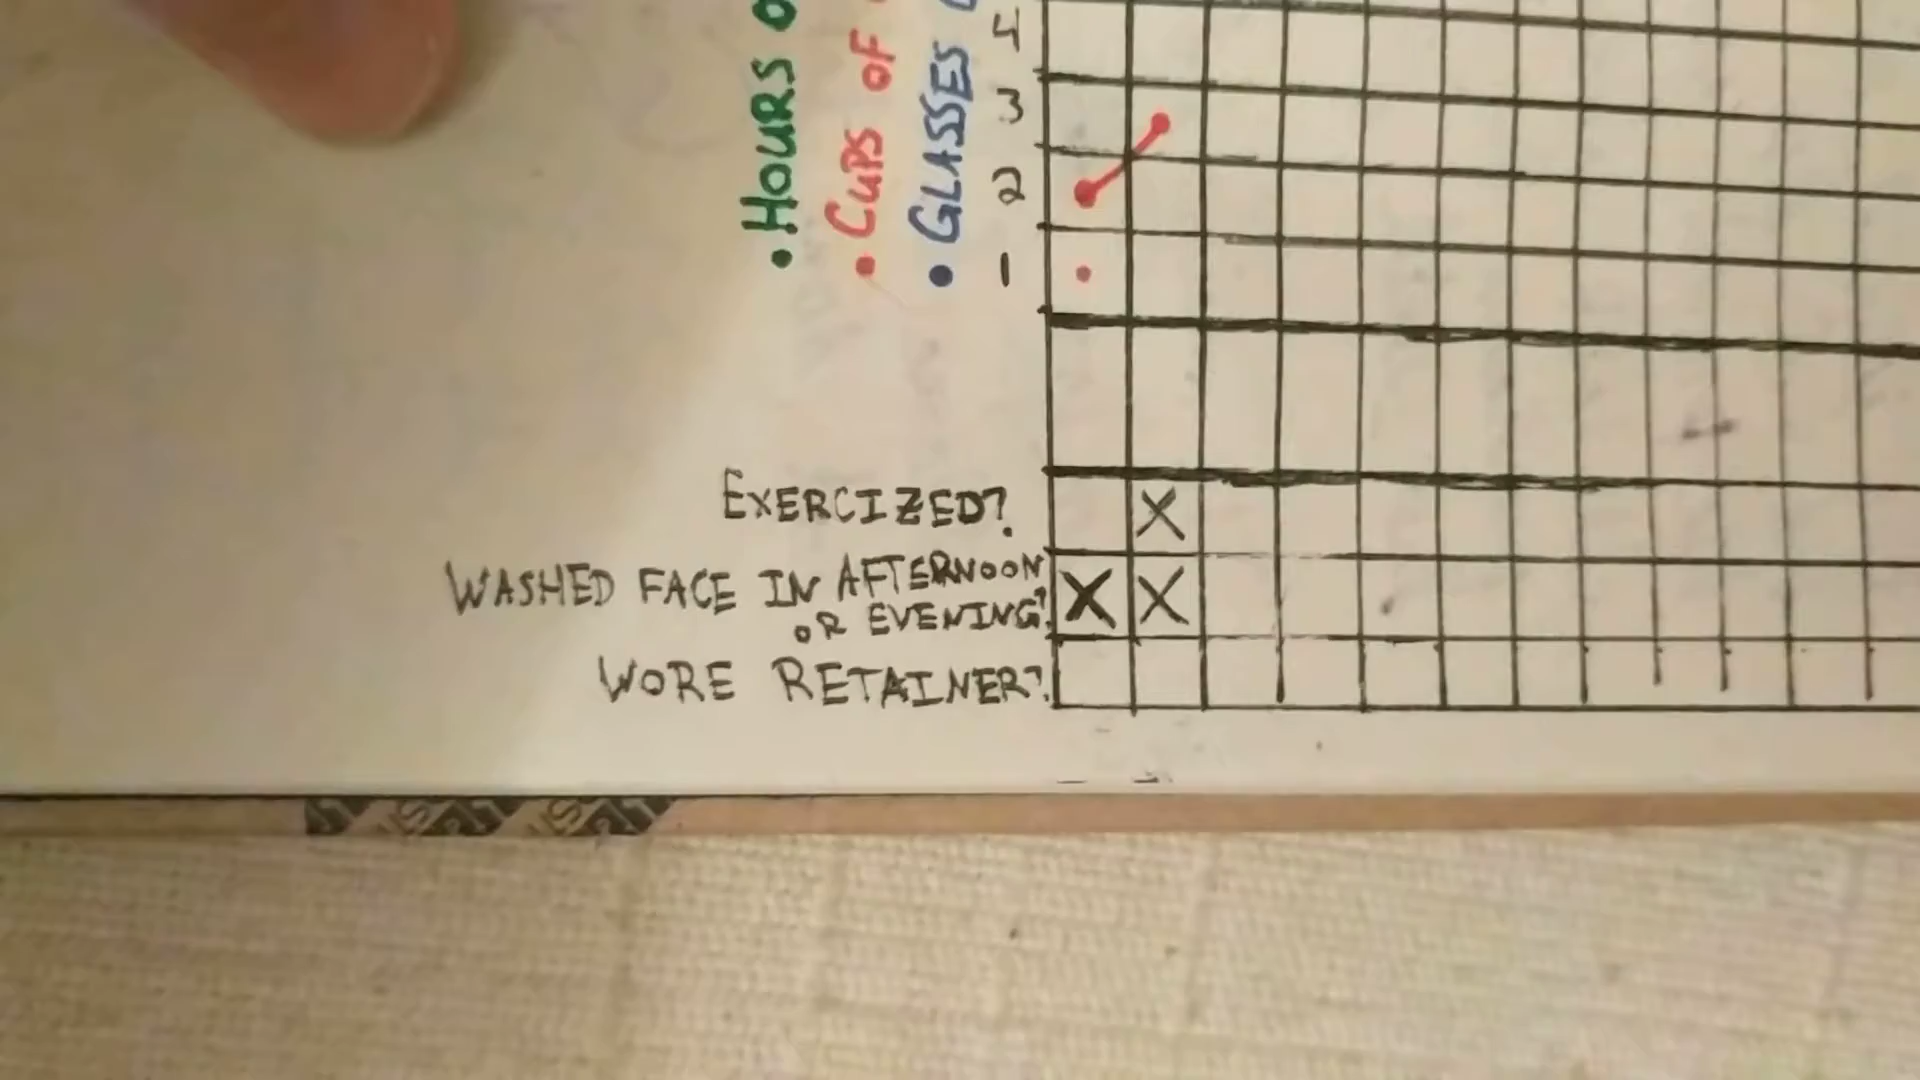 • HOURS
• CUPS OF
• GLASSES
4
3
2
1
EXERCIZED?
WASHED FACE IN AFTERNOON
OR EVENING?
WORE RETAINER?